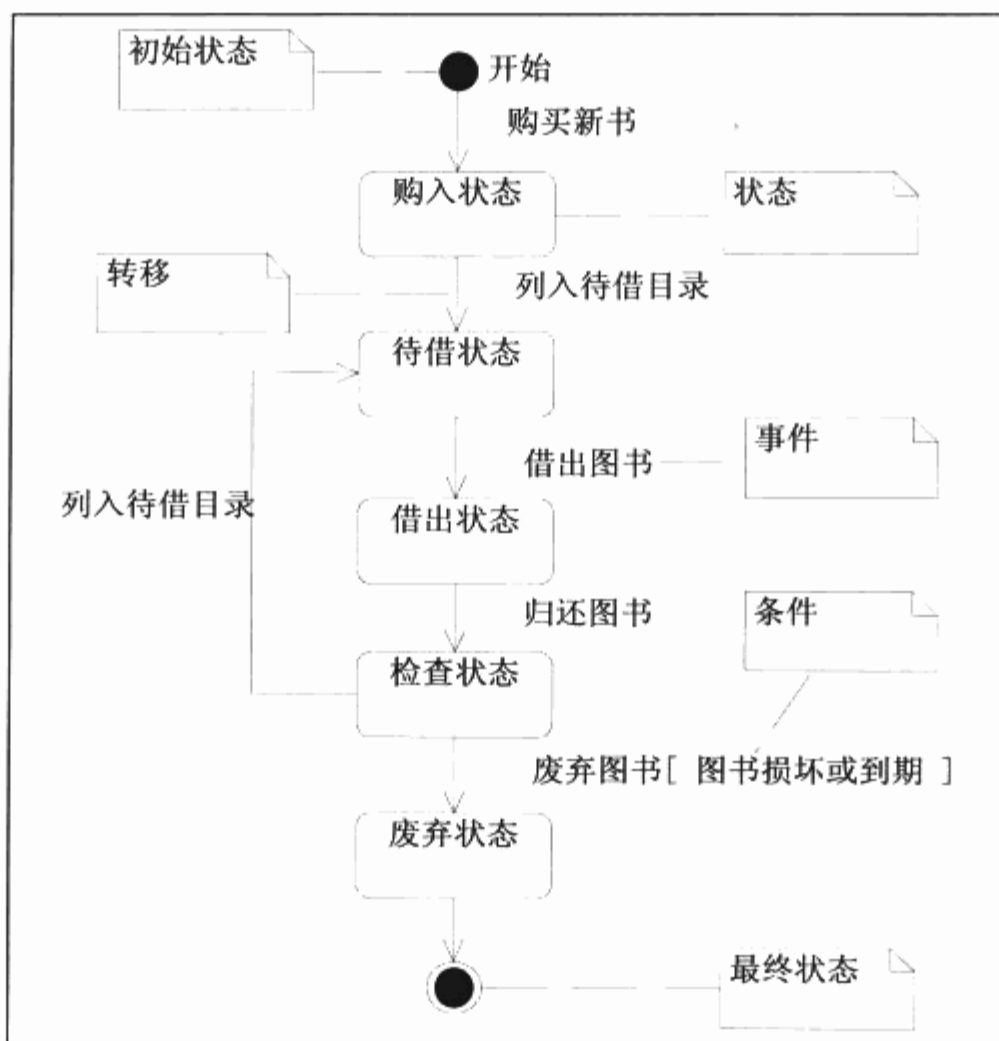 初始状态
开始
购买新书
购入状态
状态
转移
列入待借目录
待借状态
借出图书
事件
列入待借目录
借出状态
归还图书
条件
检查状态
废弃图书[ 图书损坏或到期 ]
废弃状态
最终状态